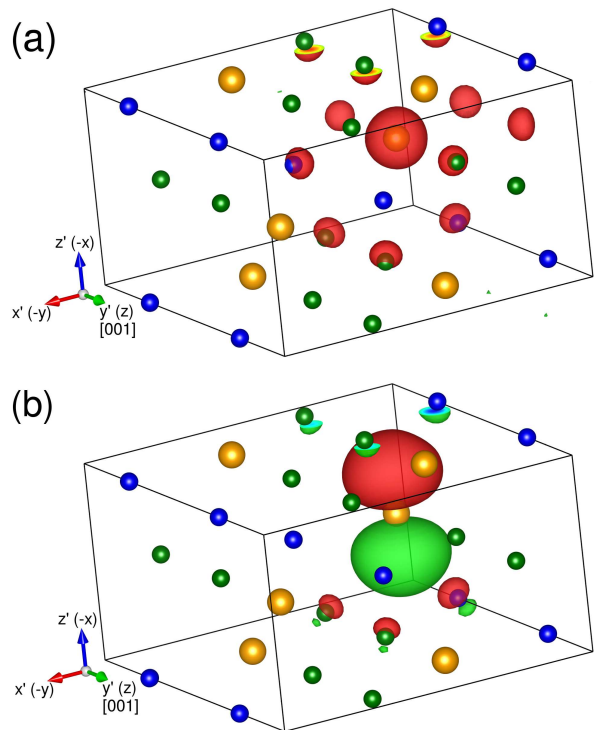 (a)
z' (-x)
x' (-y)
y' (z)
[001]
(b)
z' (-x)
x' (-y)
y' (z)
[001]